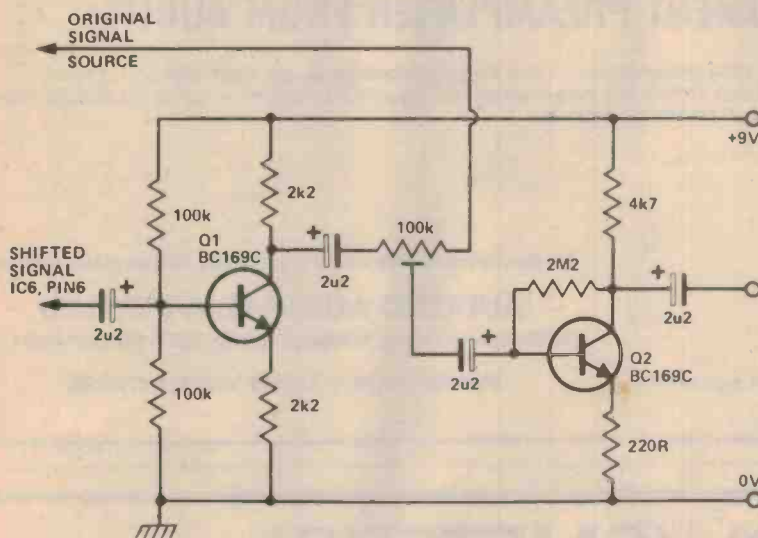 ORIGINAL
SIGNAL
SOURCE
+9V
2k2
4k7
100k
100k
Q1
BC169C
+
2u2
2M2
+
2u2
SHIFTED
SIGNAL
IC6, PIN6
+
2u2
+
2u2
Q2
BC169C
100k
2k2
220R
0V